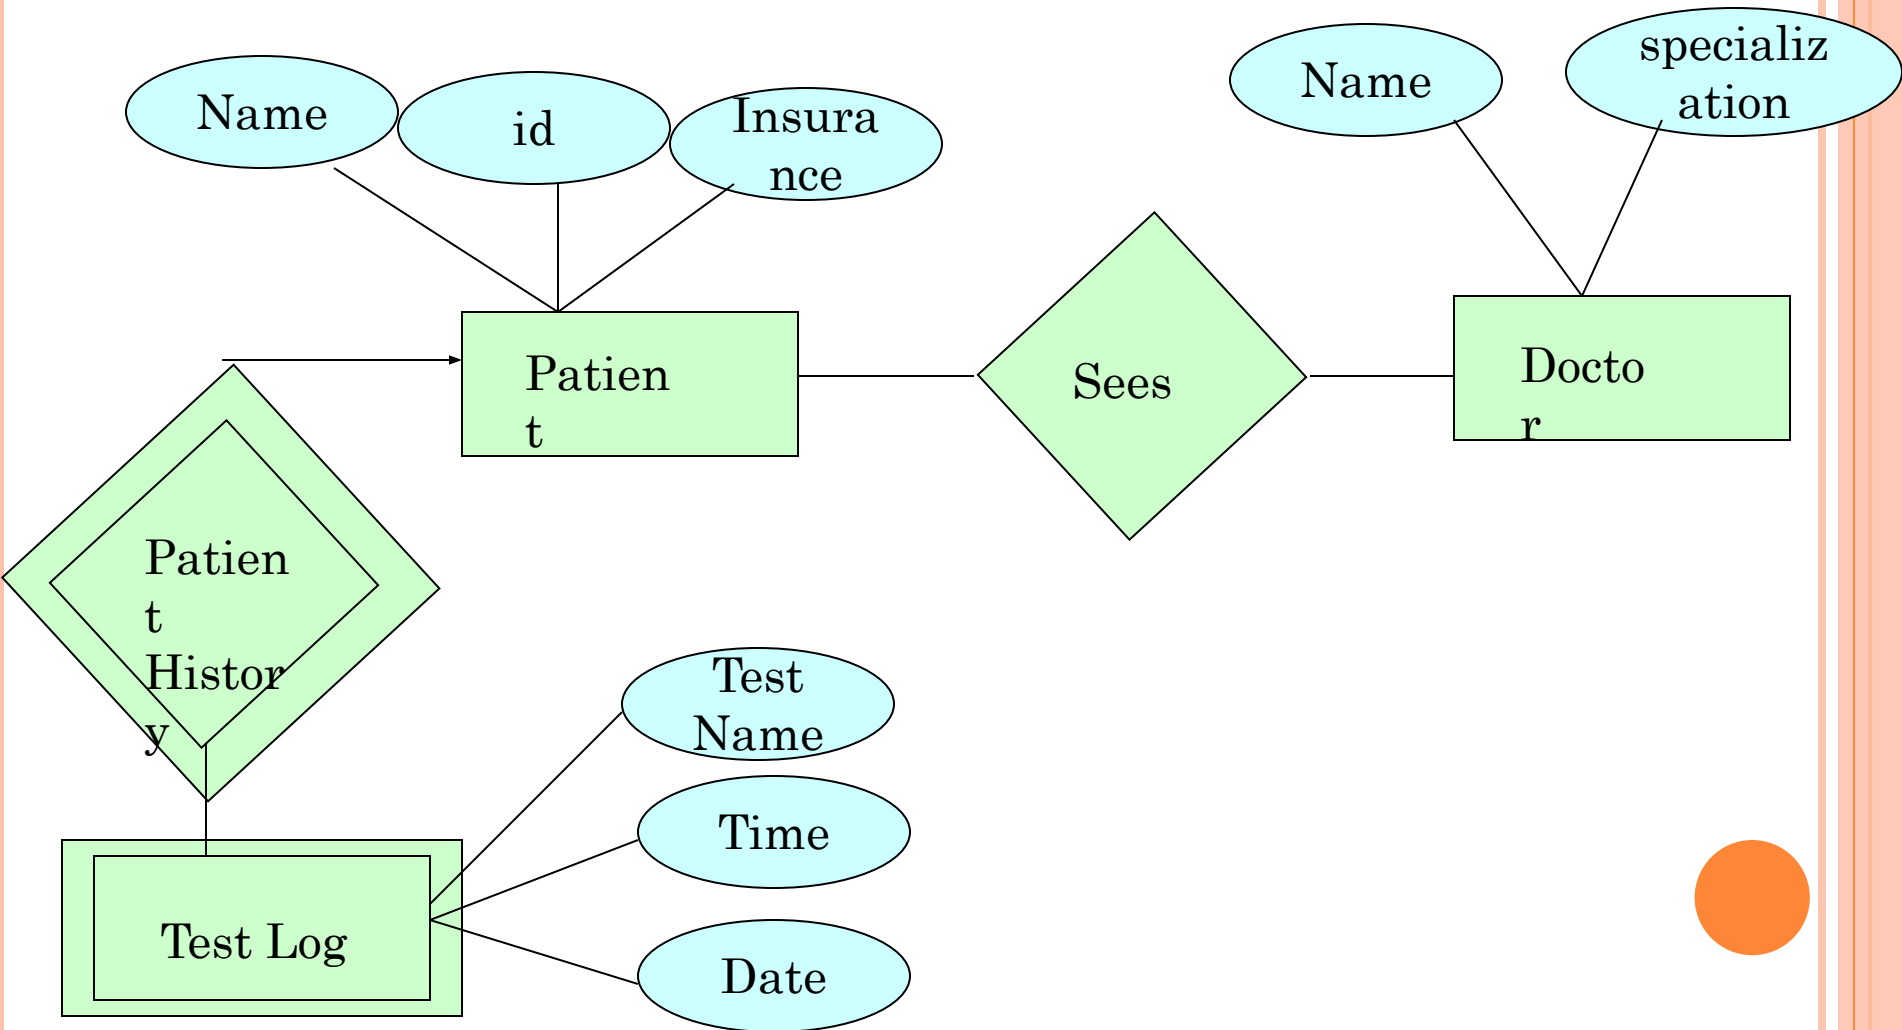 Name
id
Insura
nce
Name
specializ
ation
Patien
t
Sees
Docto
r
Patien
t
Histor
y
Test
Name
Time
Test Log
Date